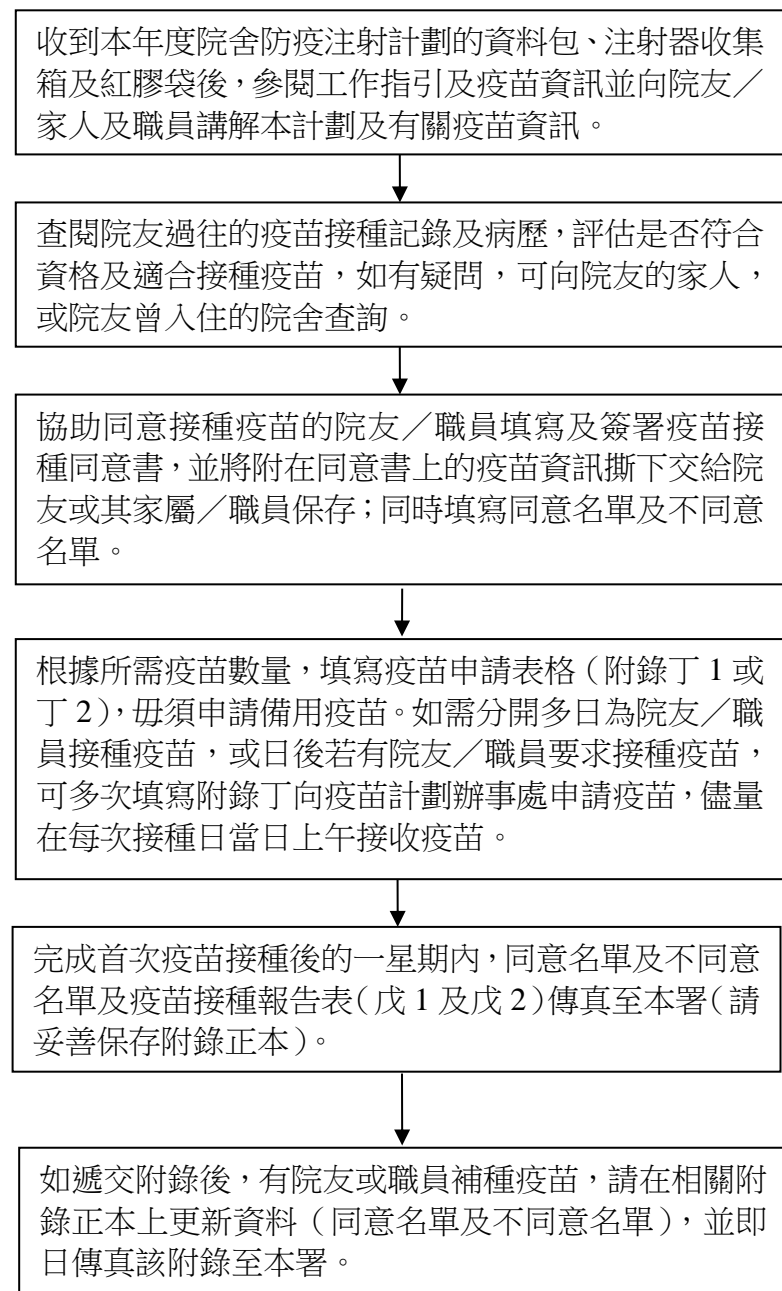 收到本年度院舍防疫注射計劃的資料包、注射器收集
箱及紅膠袋後，參閱工作指引及疫苗資訊並向院友／
家人及職員講解本計劃及有關疫苗資訊。
查閱院友過往的疫苗接種記錄及病歷，評估是否符合
資格及適合接種疫苗，如有疑問，可向院友的家人，
或院友曾入住的院舍查詢。
協助同意接種疫苗的院友／職員填寫及簽署疫苗接
種同意書，並將附在同意書上的疫苗資訊撕下交給院
友或其家屬／職員保存；同時填寫同意名單及不同意
名單。
根據所需疫苗數量，填寫疫苗申請表格（附錄丁 1 或
丁 2），毋須申請備用疫苗。如需分開多日為院友／職
員接種疫苗，或日後若有院友／職員要求接種疫苗，
可多次填寫附錄丁向疫苗計劃辦事處申請疫苗，儘量
在每次接種日當日上午接收疫苗。
完成首次疫苗接種後的一星期內，同意名單及不同意
名單及疫苗接種報告表（戊 1 及戊 2）傳真至本署（請
妥善保存附錄正本）。
如遞交附錄後，有院友或職員補種疫苗，請在相關附
錄正本上更新資料（同意名單及不同意名單），並即
日傳真該附錄至本署。